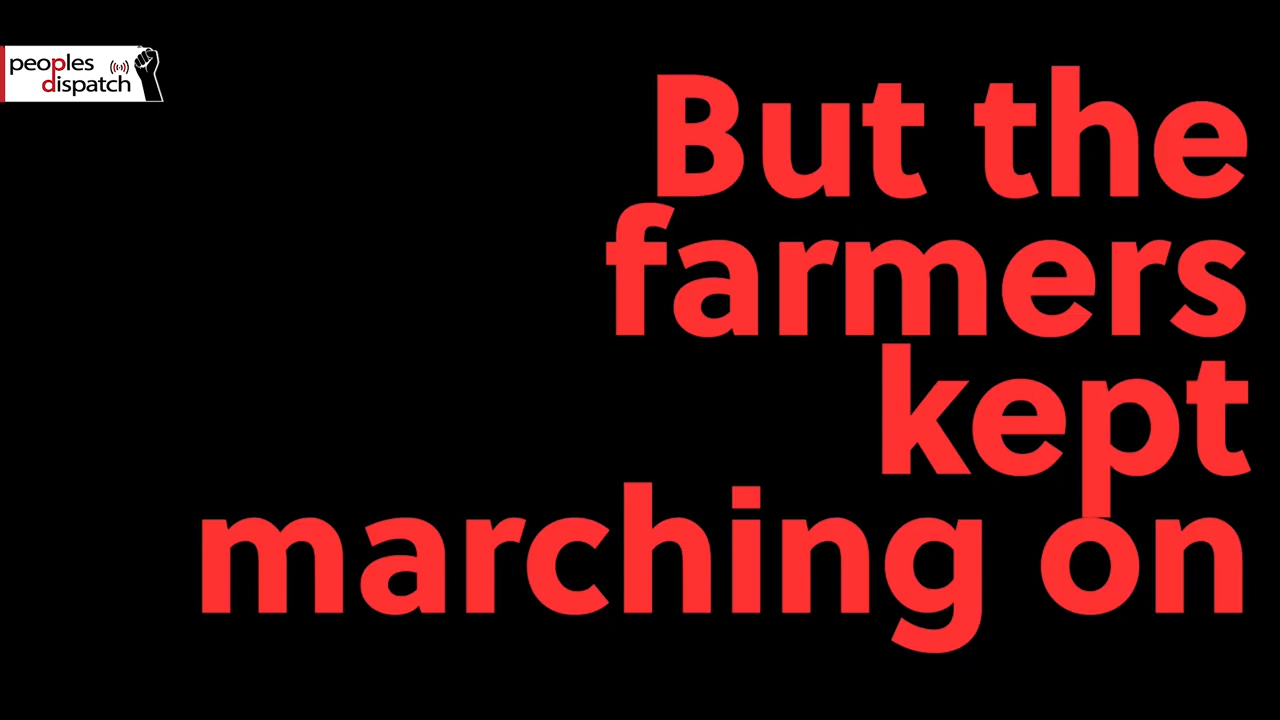 peoples
dispatch
But the
farmers
kept
marching on